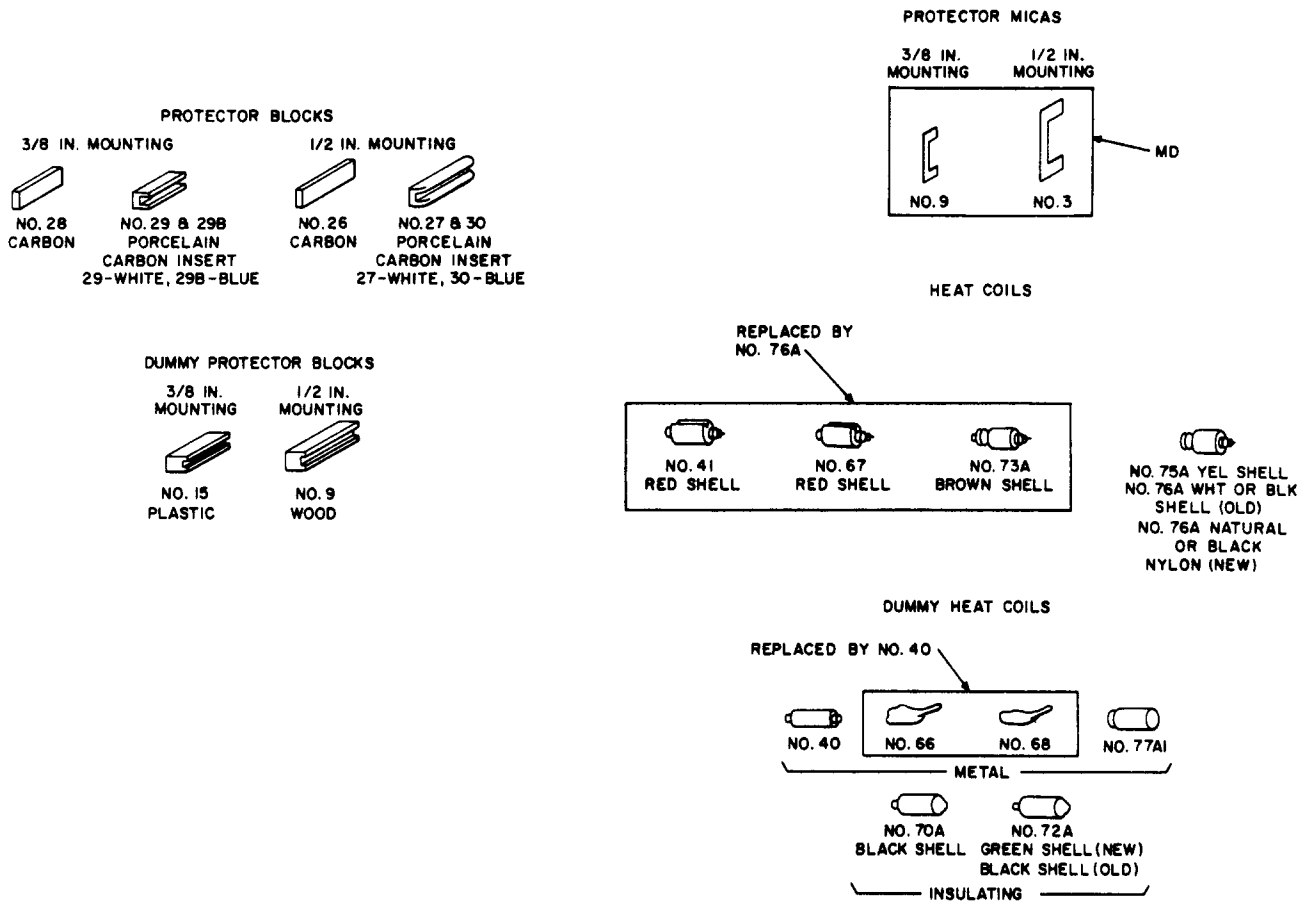 PROTECTOR BLOCKS
3/8 IN. MOUNTING
1/2 IN. MOUNTING
NO. 28
CARBON
NO. 29 & 29B
PORCELAIN
CARBON INSERT
29-WHITE, 29B-BLUE
NO. 26
CARBON
NO. 27 & 30
PORCELAIN
CARBON INSERT
27-WHITE, 30-BLUE
DUMMY PROTECTOR BLOCKS
3/8 IN.
MOUNTING
1/2 IN.
MOUNTING
NO. 15
PLASTIC
NO. 9
WOOD
PROTECTOR MICAS
3/8 IN.
MOUNTING
1/2 IN.
MOUNTING
NO. 9
NO. 3
MD
HEAT COILS
REPLACED BY
NO. 76A
NO. 41
RED SHELL
NO. 67
RED SHELL
NO. 73A
BROWN SHELL
NO. 75A YEL SHELL
NO. 76A WHT OR BLK
SHELL (OLD)
NO. 76A NATURAL
OR BLACK
NYLON (NEW)
DUMMY HEAT COILS
REPLACED BY NO. 40
NO. 40
NO. 66
NO. 68
NO. 77A1
METAL
NO. 70A
BLACK SHELL
NO. 72A
GREEN SHELL (NEW)
BLACK SHELL (OLD)
INSULATING